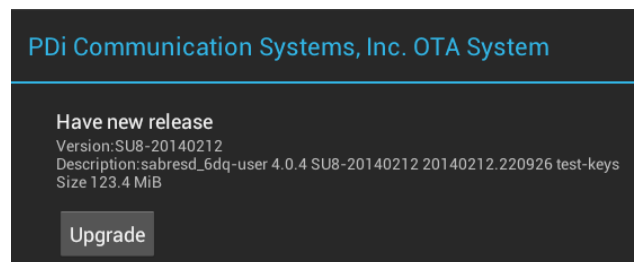 PDi Communication Systems, Inc. OTA System
Have new release
Version:SU8-20140212
Description:sabresd_6dq-user 4.0.4 SU8-20140212 20140212.220926 test-keys
Size 123.4 MiB
Upgrade